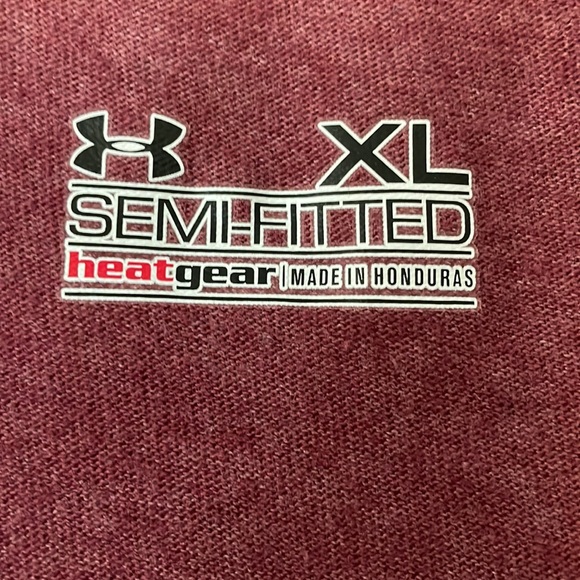 XL
SEMI-FITTED
heatgear | MADE IN HONDURAS